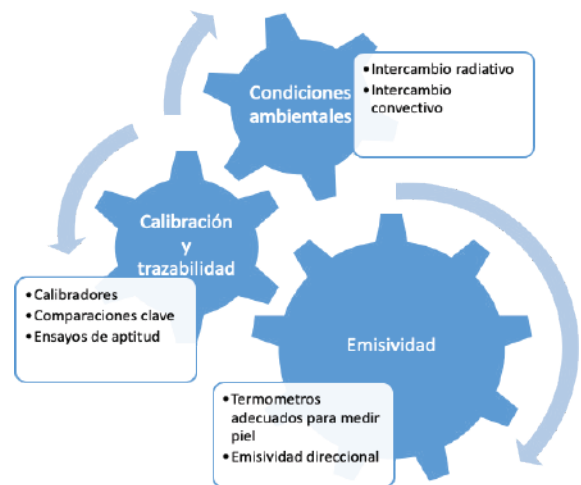 Condiciones
ambientales
•Intercambio radiativo
•Intercambio
convectivo
Calibración
y
trazabilidad
•Calibradores
•Comparaciones clave
•Ensayos de aptitud
Emisividad
•Termometros
adecuados para medir
piel
•Emisividad direccional